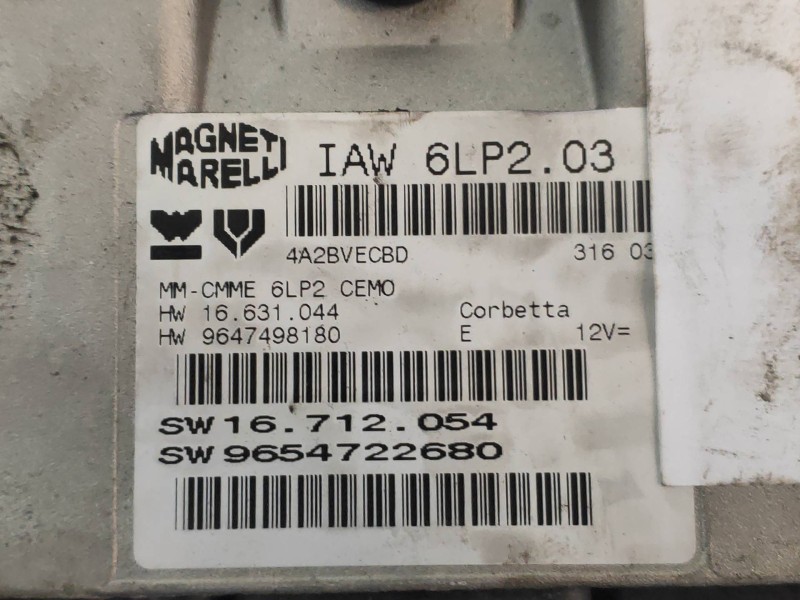 MAGNETI
MARELLI
IAW 6LP2.03
4A2BVECBD 316 03
MM-CMME 6LP2 CEMO
HW 16.631.044 Corbetta
HW 9647498180 E 12V=
SW 16.712.054
SW 9654722680